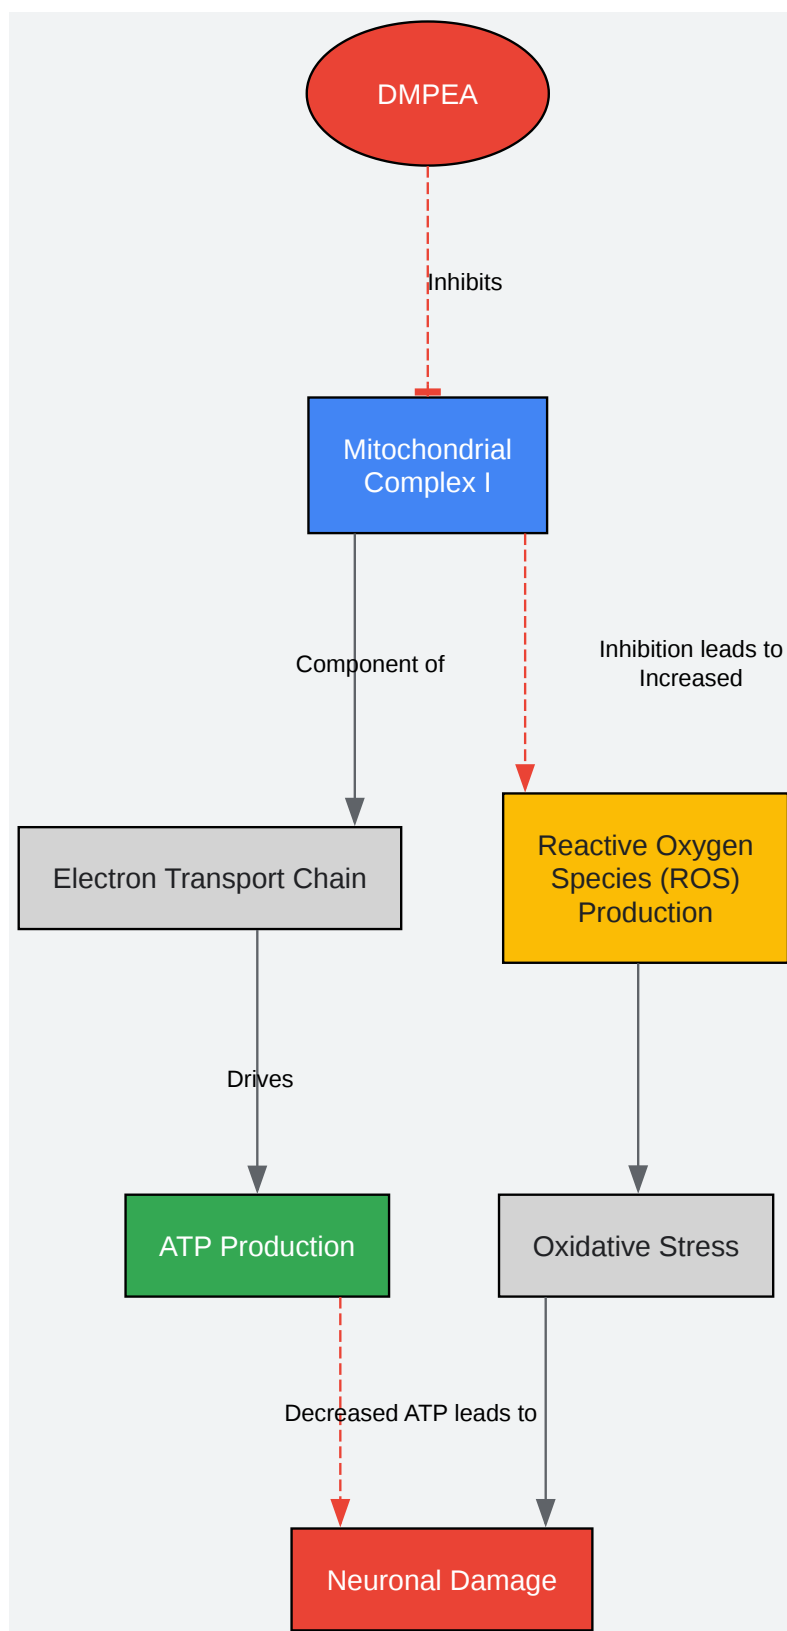 DMPEA
Inhibits
Mitochondrial
Complex I
Component of
Inhibition leads to
Increased
Electron Transport Chain
Reactive Oxygen
Species (ROS)
Production
Drives
ATP Production
Oxidative Stress
Decreased ATP leads to
Neuronal Damage